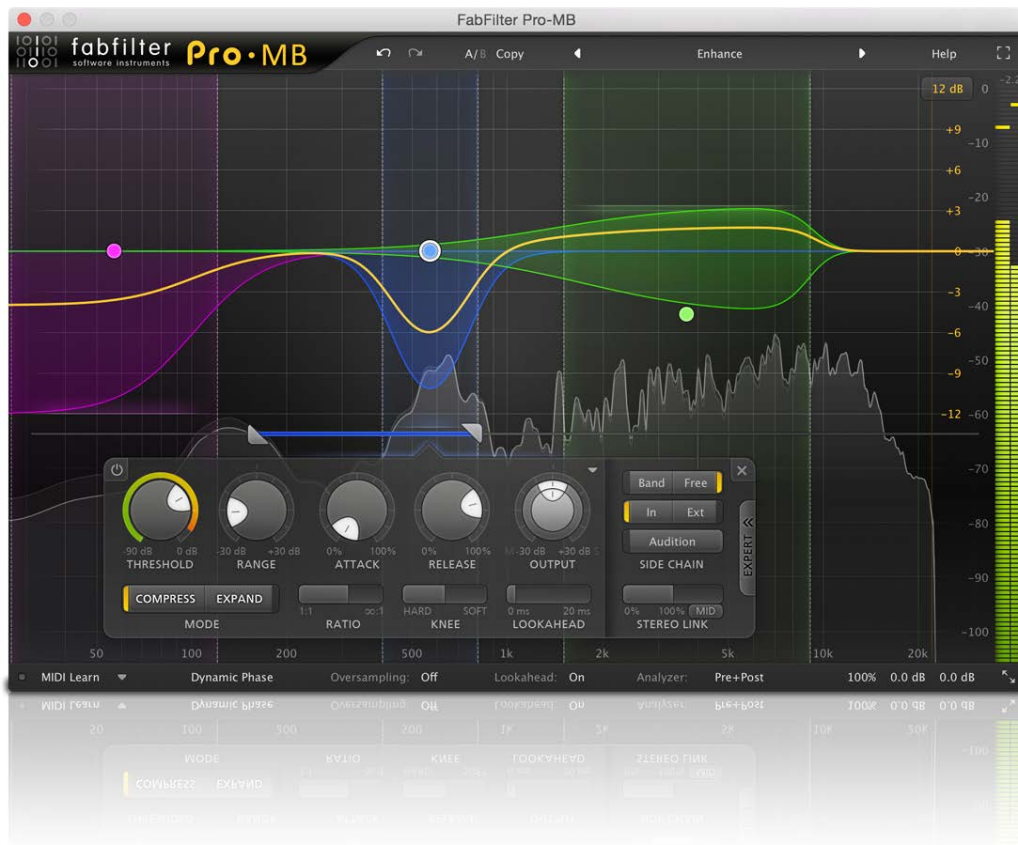 FabFilter Pro-MB
fabfilter Pro·MB
software instruments
A/B Copy Enhance Help
12 dB 0 -2.2
+9 -10
+6
-20
+3
0 -30
-3
-40
-6
-50
-9
-12 -60
-70
-80
-90
-100
Band Free
In Ext
Audition
SIDE CHAIN
EXPERT
-90 dB 0 dB -30 dB +30 dB 0% 100% 0% 100% M -30 dB +30 dB S
THRESHOLD RANGE ATTACK RELEASE OUTPUT
COMPRESS EXPAND
1:1 ∞:1 HARD SOFT 0 ms 20 ms 0% 100% MID
MODE RATIO KNEE LOOKAHEAD STEREO LINK
50 100 200 500 1k 2k 5k 10k 20k
MIDI Learn Dynamic Phase Oversampling: Off Lookahead: On Analyzer: Pre+Post 100% 0.0 dB 0.0 dB